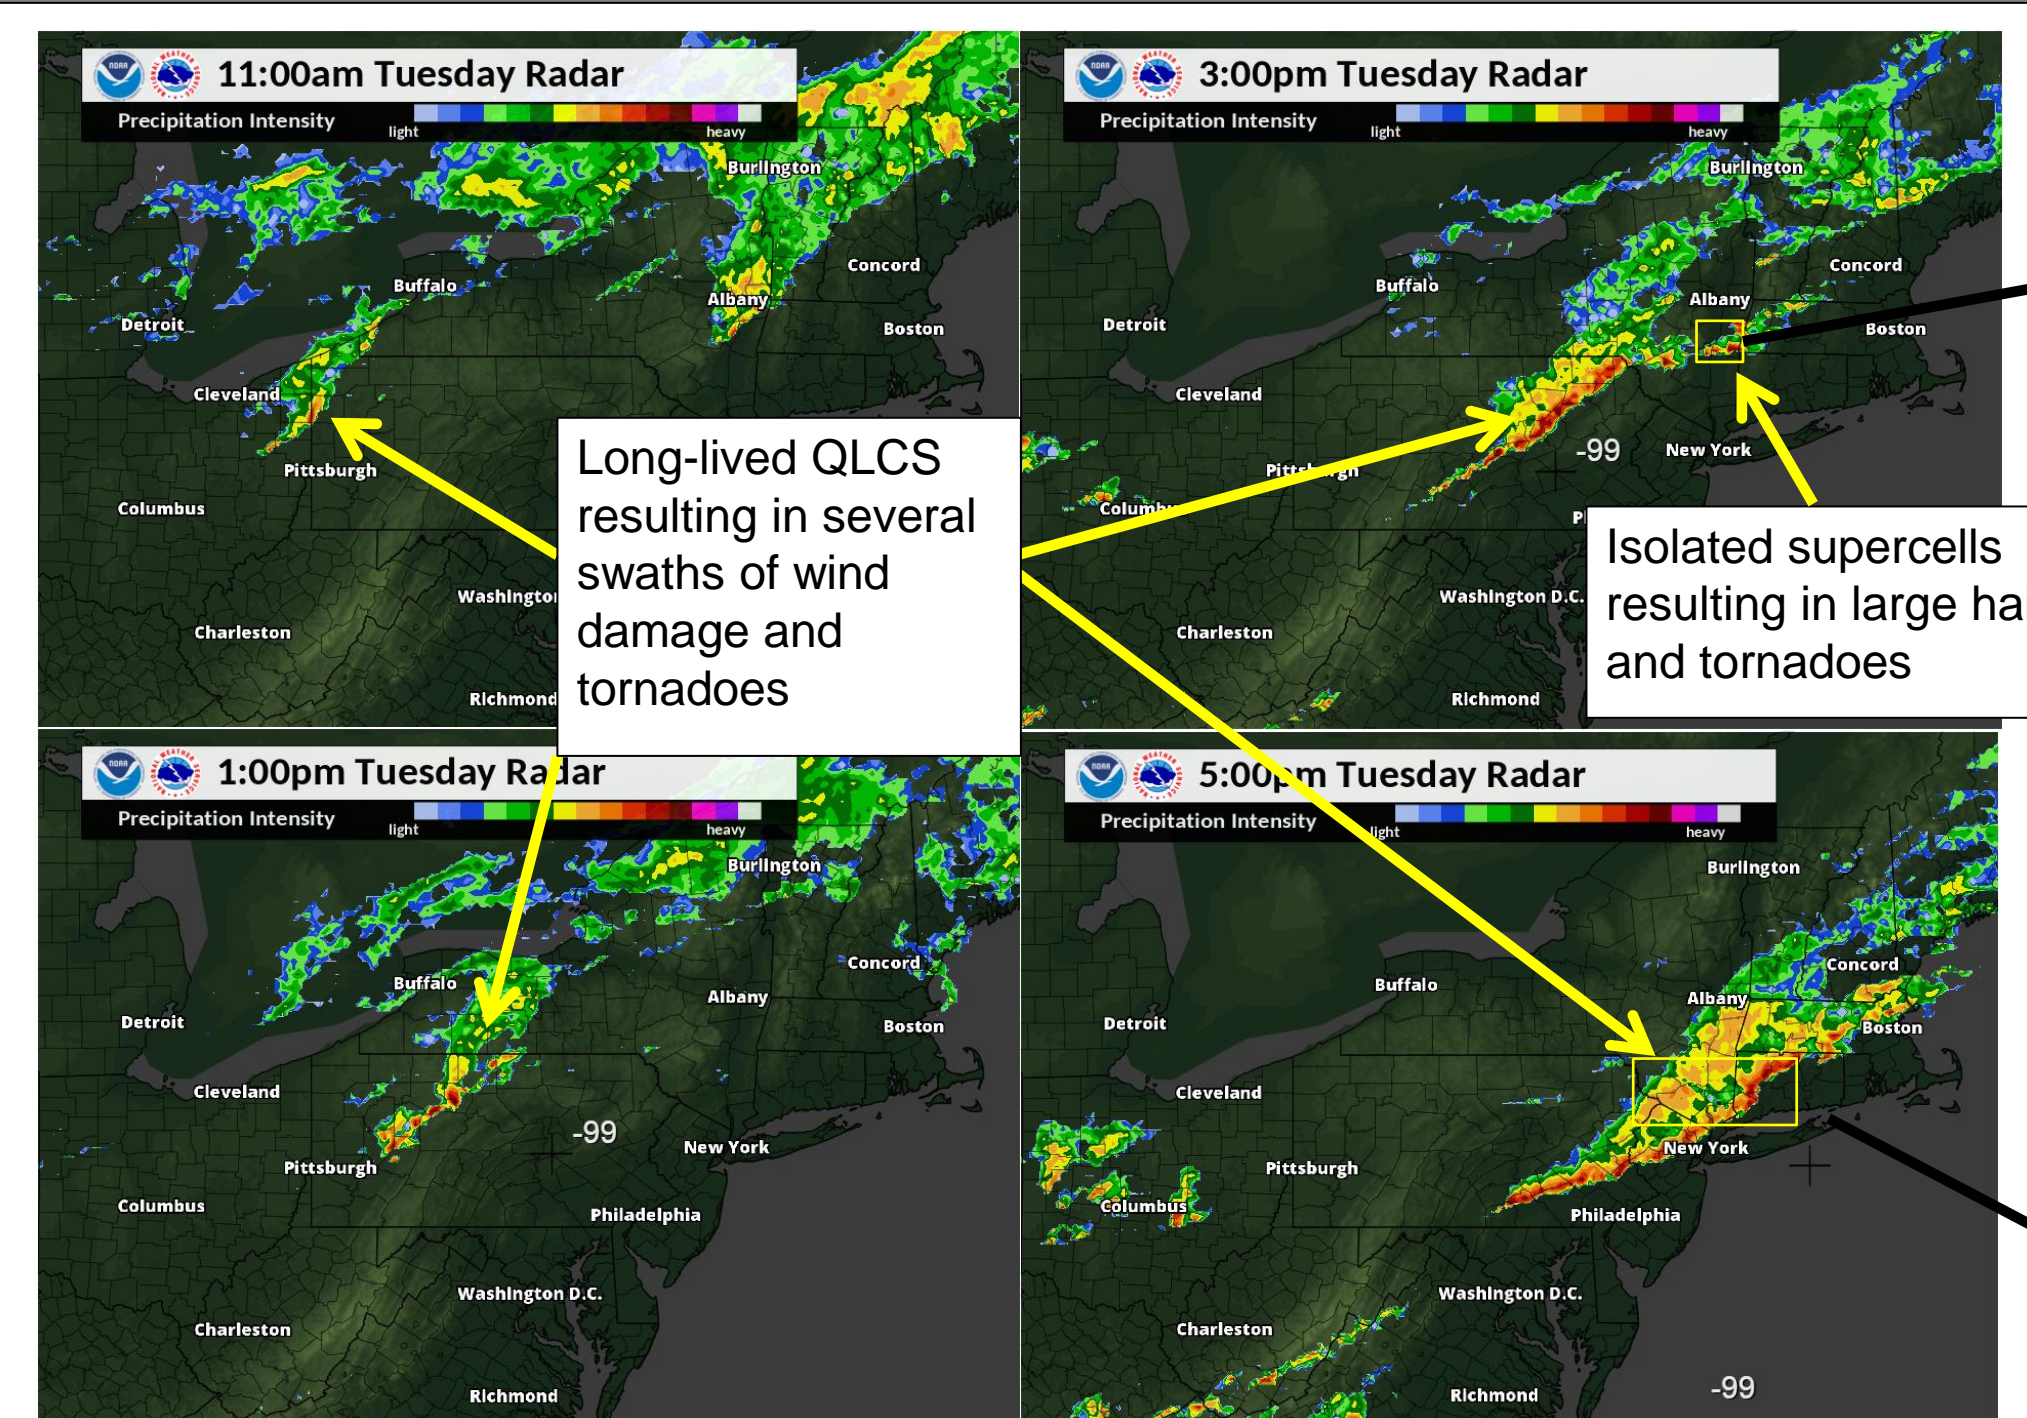 11:00am Tuesday Radar
Precipitation Intensity
light
heavy
Burlington
Concord
Buffalo
Albany
Detroit
Boston
Cleveland
Pittsburgh
Columbus
Charleston
Richmond
Long-lived QLCS
resulting in several
swaths of wind
damage and
tornadoes
3:00pm Tuesday Radar
Precipitation Intensity
light
heavy
Burlington
Concord
Buffalo
Albany
Detroit
Boston
Cleveland
-99
New York
Washington D.C.
Charleston
Richmond
Isolated supercells
resulting in large
and tornadoes
1:00pm Tuesday Radar
Precipitation Intensity
light
heavy
Burlington
Concord
Buffalo
Albany
Detroit
Boston
Cleveland
-99
New York
Pittsburgh
Columbus
Philadelphia
Washington D.C.
Charleston
Richmond
5:00pm Tuesday Radar
Precipitation Intensity
light
heavy
Burlington
Concord
Buffalo
Albany
Detroit
Boston
Cleveland
New York
Pittsburgh
Columbus
Philadelphia
Washington D.C.
Charleston
Richmond
-99